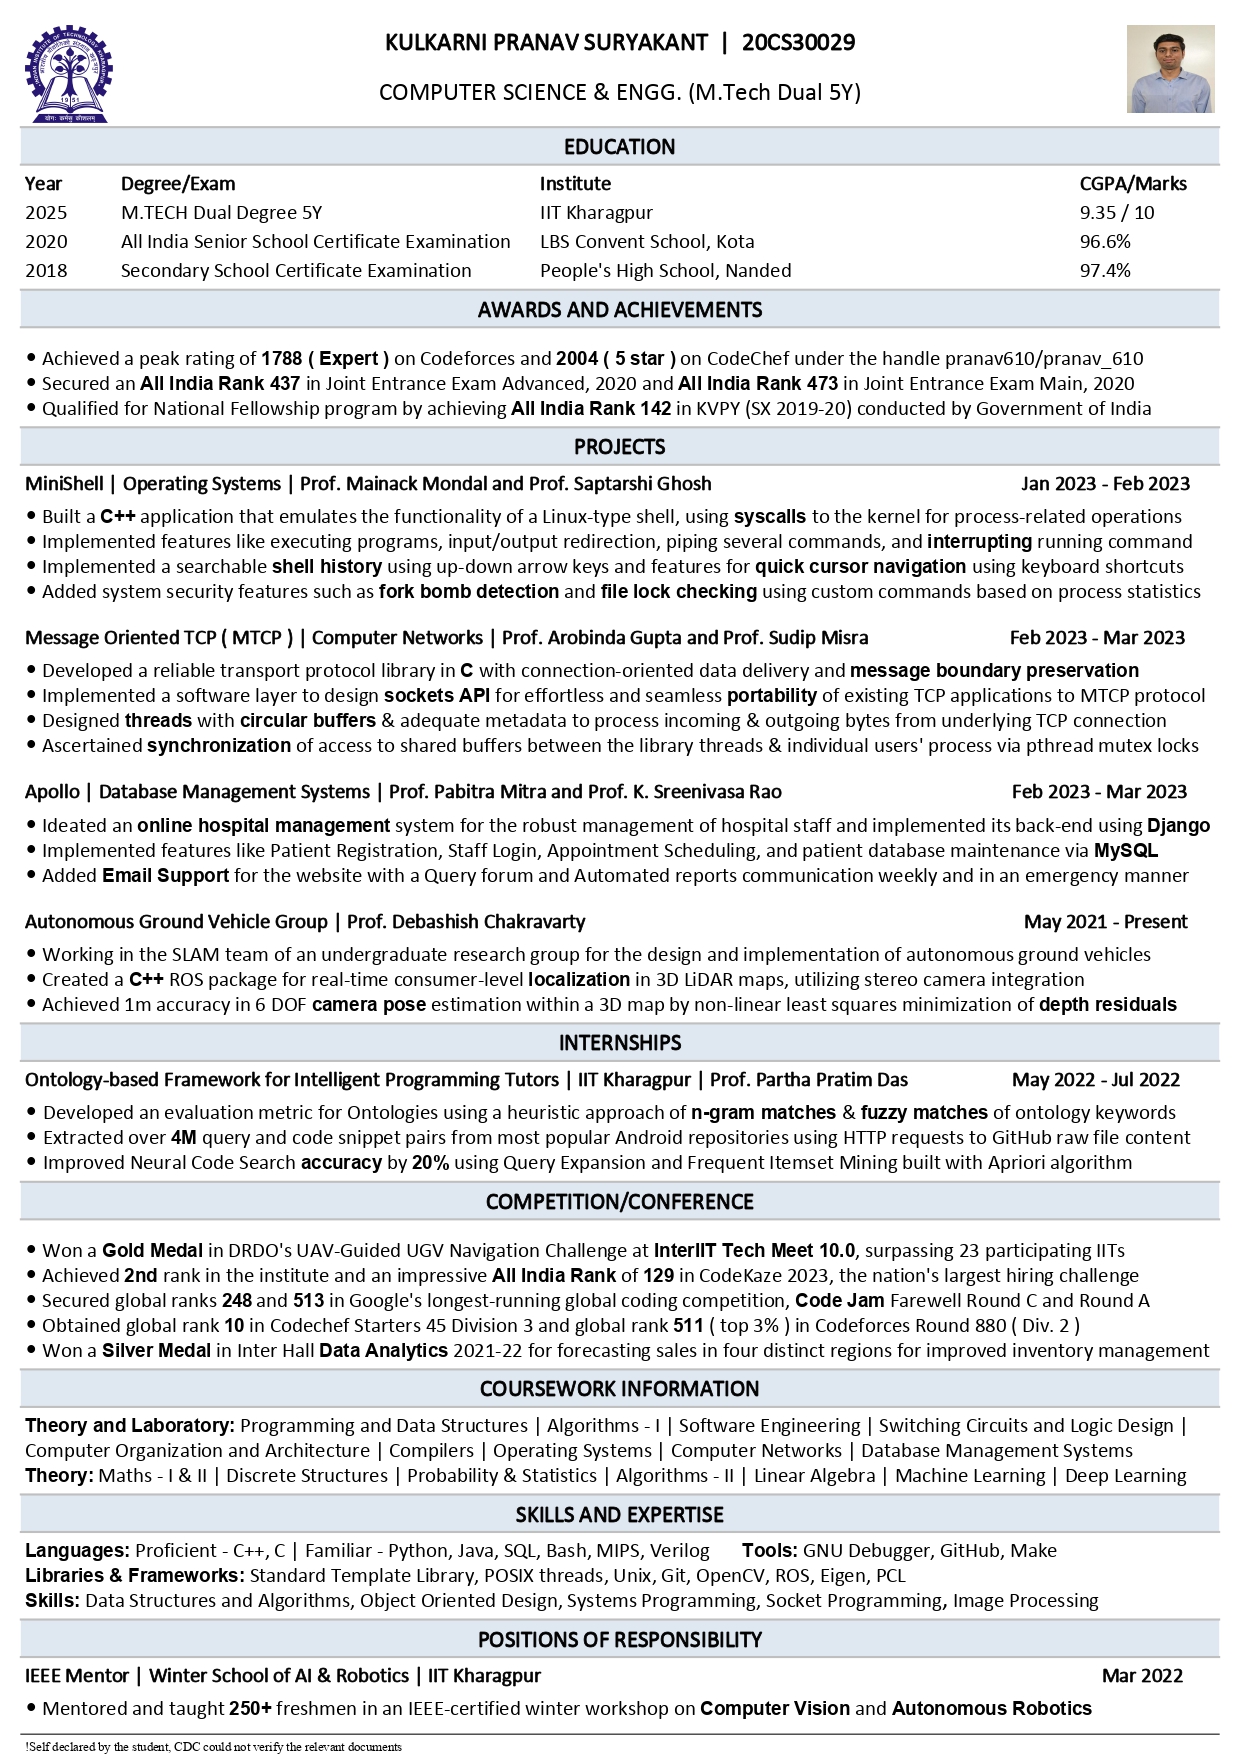 KULKARNI PRANAV SURYAKANT | 20CS30029
COMPUTER SCIENCE & ENGG. (M.Tech Dual 5Y)
1951
योगः कर्मसु कौशलम्
EDUCATION
Year Degree/Exam Institute CGPA/Marks
2025 M.TECH Dual Degree 5Y IIT Kharagpur 9.35 / 10
2020 All India Senior School Certificate Examination LBS Convent School, Kota 96.6%
2018 Secondary School Certificate Examination People's High School, Nanded 97.4%
AWARDS AND ACHIEVEMENTS
• Achieved a peak rating of 1788 ( Expert ) on Codeforces and 2004 ( 5 star ) on CodeChef under the handle pranav610/pranav_610
• Secured an All India Rank 437 in Joint Entrance Exam Advanced, 2020 and All India Rank 473 in Joint Entrance Exam Main, 2020
• Qualified for National Fellowship program by achieving All India Rank 142 in KVPY (SX 2019-20) conducted by Government of India
PROJECTS
MiniShell | Operating Systems | Prof. Mainack Mondal and Prof. Saptarshi Ghosh Jan 2023 - Feb 2023
• Built a C++ application that emulates the functionality of a Linux-type shell, using syscalls to the kernel for process-related operations
• Implemented features like executing programs, input/output redirection, piping several commands, and interrupting running command
• Implemented a searchable shell history using up-down arrow keys and features for quick cursor navigation using keyboard shortcuts
• Added system security features such as fork bomb detection and file lock checking using custom commands based on process statistics
Message Oriented TCP ( MTCP ) | Computer Networks | Prof. Arobinda Gupta and Prof. Sudip Misra Feb 2023 - Mar 2023
• Developed a reliable transport protocol library in C with connection-oriented data delivery and message boundary preservation
• Implemented a software layer to design sockets API for effortless and seamless portability of existing TCP applications to MTCP protocol
• Designed threads with circular buffers & adequate metadata to process incoming & outgoing bytes from underlying TCP connection
• Ascertained synchronization of access to shared buffers between the library threads & individual users' process via pthread mutex locks
Apollo | Database Management Systems | Prof. Pabitra Mitra and Prof. K. Sreenivasa Rao Feb 2023 - Mar 2023
• Ideated an online hospital management system for the robust management of hospital staff and implemented its back-end using Django
• Implemented features like Patient Registration, Staff Login, Appointment Scheduling, and patient database maintenance via MySQL
• Added Email Support for the website with a Query forum and Automated reports communication weekly and in an emergency manner
Autonomous Ground Vehicle Group | Prof. Debashish Chakravarty May 2021 - Present
• Working in the SLAM team of an undergraduate research group for the design and implementation of autonomous ground vehicles
• Created a C++ ROS package for real-time consumer-level localization in 3D LiDAR maps, utilizing stereo camera integration
• Achieved 1m accuracy in 6 DOF camera pose estimation within a 3D map by non-linear least squares minimization of depth residuals
INTERNSHIPS
Ontology-based Framework for Intelligent Programming Tutors | IIT Kharagpur | Prof. Partha Pratim Das May 2022 - Jul 2022
• Developed an evaluation metric for Ontologies using a heuristic approach of n-gram matches & fuzzy matches of ontology keywords
• Extracted over 4M query and code snippet pairs from most popular Android repositories using HTTP requests to GitHub raw file content
• Improved Neural Code Search accuracy by 20% using Query Expansion and Frequent Itemset Mining built with Apriori algorithm
COMPETITION/CONFERENCE
• Won a Gold Medal in DRDO's UAV-Guided UGV Navigation Challenge at InterIIT Tech Meet 10.0, surpassing 23 participating IITs
• Achieved 2nd rank in the institute and an impressive All India Rank of 129 in CodeKaze 2023, the nation's largest hiring challenge
• Secured global ranks 248 and 513 in Google's longest-running global coding competition, Code Jam Farewell Round C and Round A
• Obtained global rank 10 in Codechef Starters 45 Division 3 and global rank 511 ( top 3% ) in Codeforces Round 880 ( Div. 2 )
• Won a Silver Medal in Inter Hall Data Analytics 2021-22 for forecasting sales in four distinct regions for improved inventory management
COURSEWORK INFORMATION
Theory and Laboratory: Programming and Data Structures | Algorithms - I | Software Engineering | Switching Circuits and Logic Design |
Computer Organization and Architecture | Compilers | Operating Systems | Computer Networks | Database Management Systems
Theory: Maths - I & II | Discrete Structures | Probability & Statistics | Algorithms - II | Linear Algebra | Machine Learning | Deep Learning
SKILLS AND EXPERTISE
Languages: Proficient - C++, C | Familiar - Python, Java, SQL, Bash, MIPS, Verilog Tools: GNU Debugger, GitHub, Make
Libraries & Frameworks: Standard Template Library, POSIX threads, Unix, Git, OpenCV, ROS, Eigen, PCL
Skills: Data Structures and Algorithms, Object Oriented Design, Systems Programming, Socket Programming, Image Processing
POSITIONS OF RESPONSIBILITY
IEEE Mentor | Winter School of AI & Robotics | IIT Kharagpur Mar 2022
• Mentored and taught 250+ freshmen in an IEEE-certified winter workshop on Computer Vision and Autonomous Robotics
!Self declared by the student, CDC could not verify the relevant documents